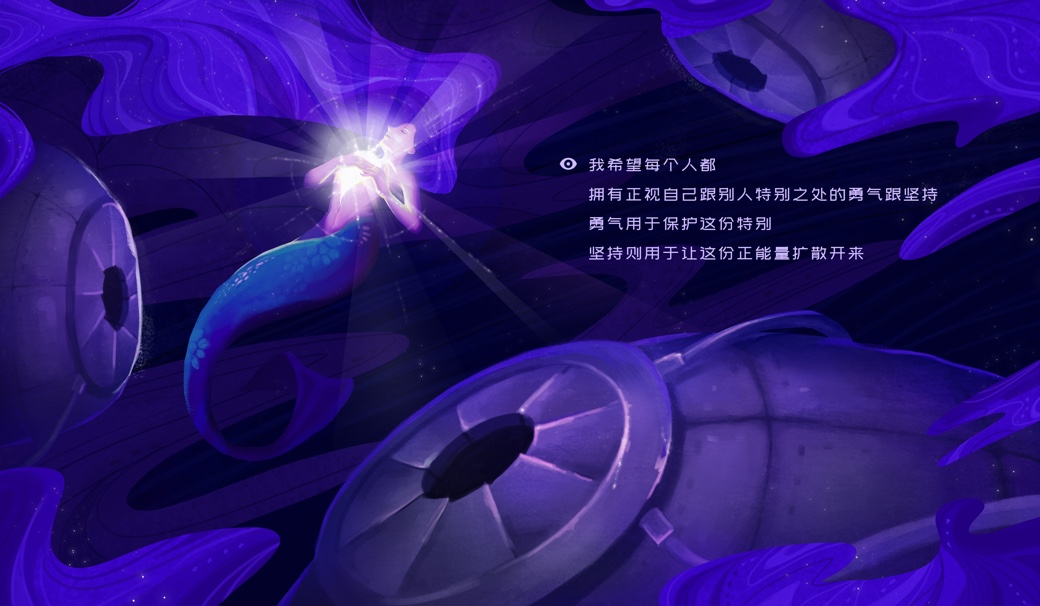 我希望每个人都
拥有正视自己跟别人特别之处的勇气跟坚持
勇气用于保护这份特别
坚持则用于让这份正能量扩散开来